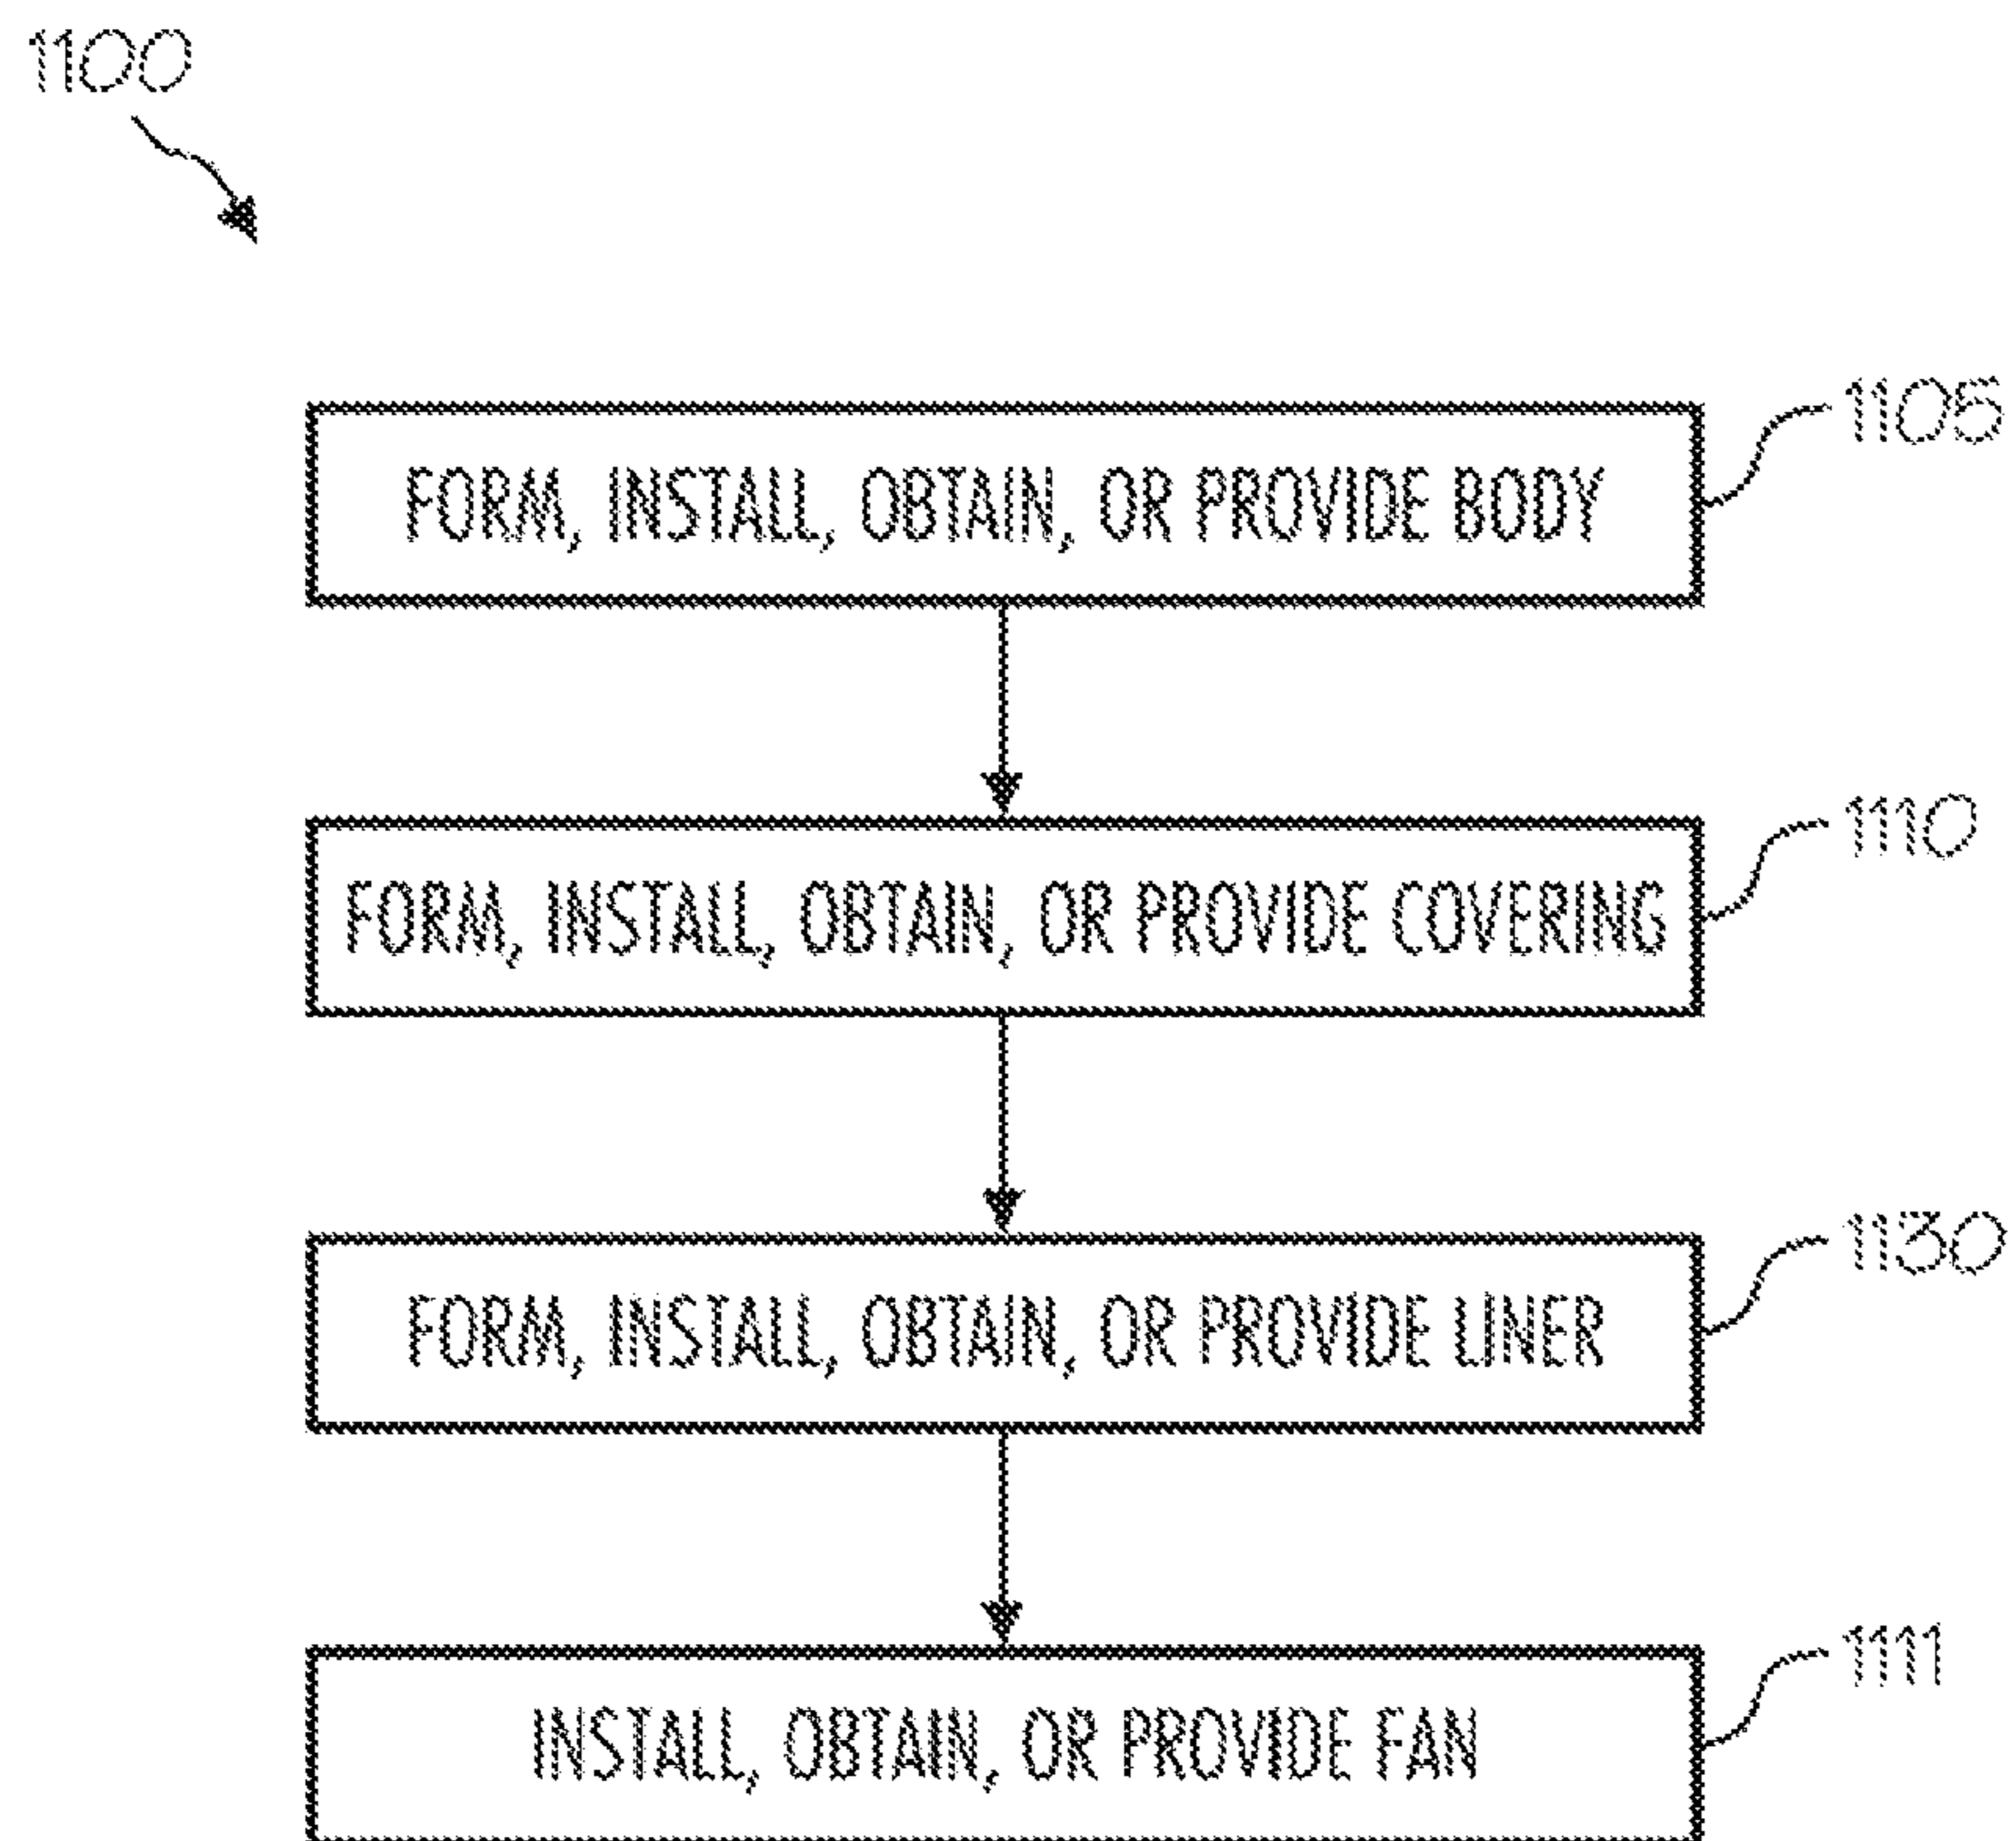 1100
FORM, INSTALL, OBTAIN, OR PROVIDE BODY
1105
FORM, INSTALL, OBTAIN, OR PROVIDE COVERING
1110
FORM, INSTALL, OBTAIN, OR PROVIDE LINER
1130
INSTALL, OBTAIN, OR PROVIDE FAN
1111